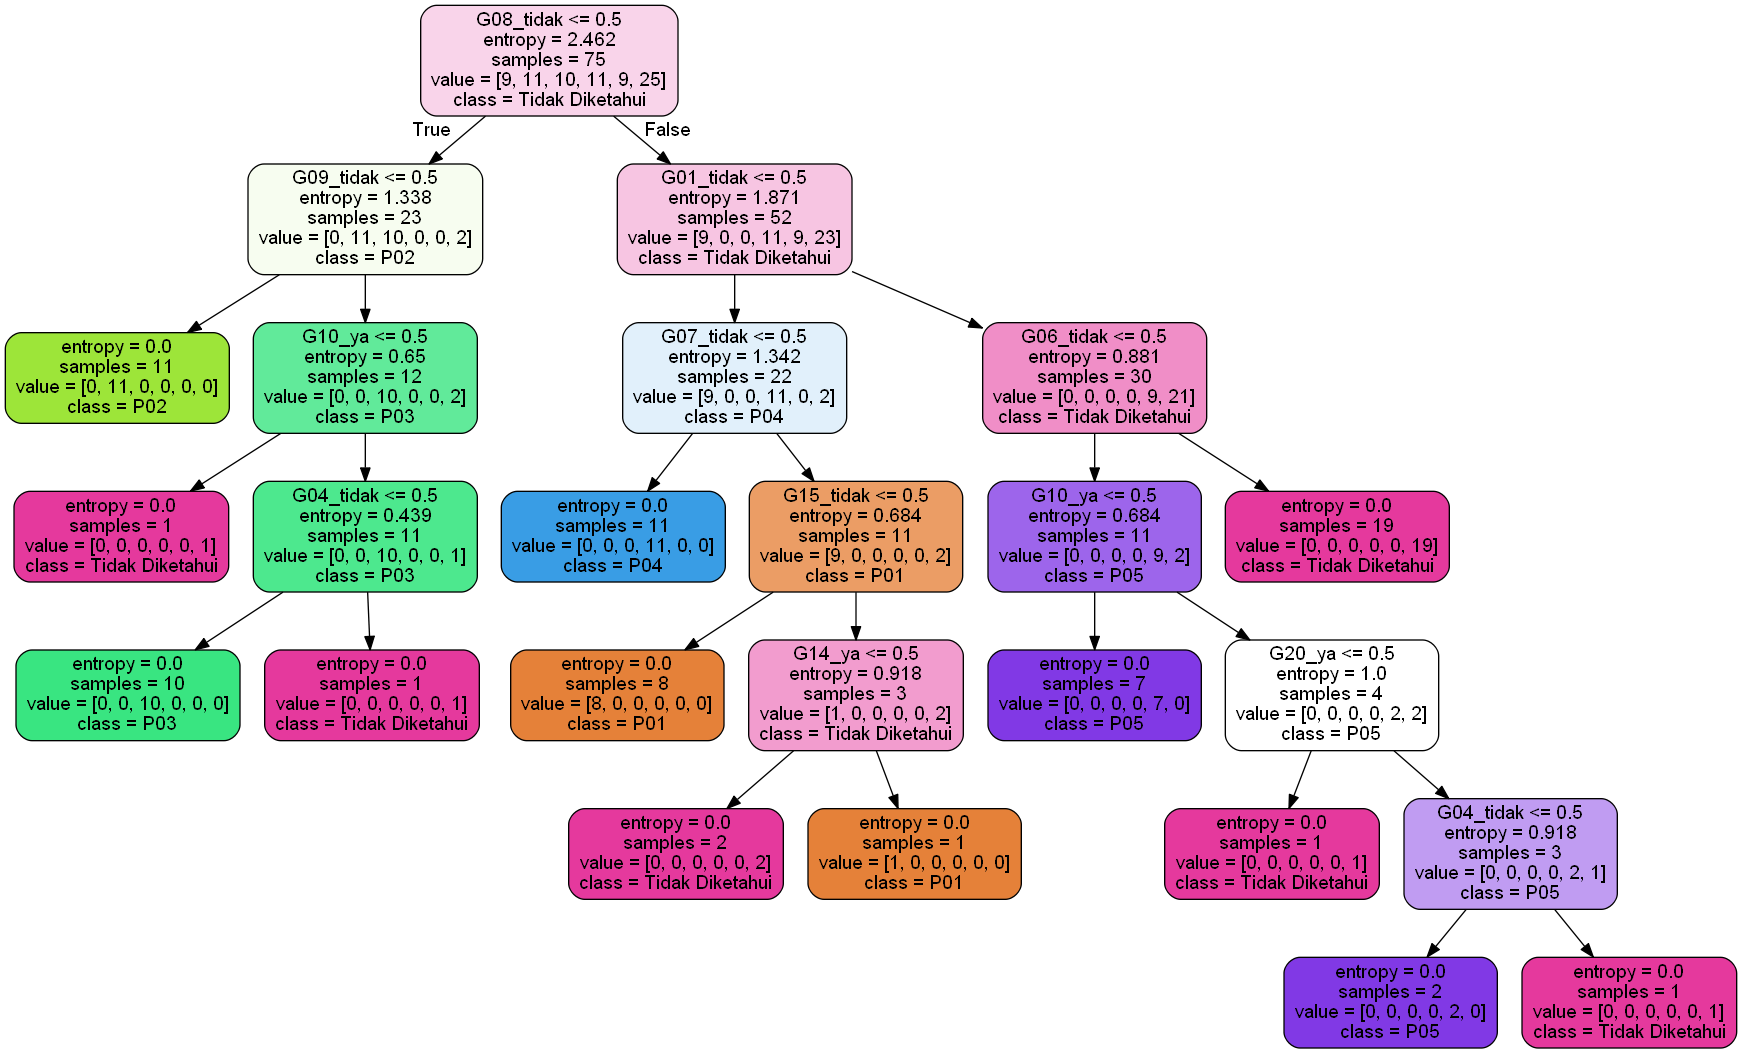 G08_tidak <= 0.5
entropy = 2.462
samples = 75
value = [9, 11, 10, 11, 9, 25]
class = Tidak Diketahui
True
False
G09_tidak <= 0.5
entropy = 1.338
samples = 23
value = [0, 11, 10, 0, 0, 2]
class = P02
G01_tidak <= 0.5
entropy = 1.871
samples = 52
value = [9, 0, 0, 11, 9, 23]
class = Tidak Diketahui
entropy = 0.0
samples = 11
value = [0, 11, 0, 0, 0, 0]
class = P02
G10_ya <= 0.5
entropy = 0.65
samples = 12
value = [0, 0, 10, 0, 0, 2]
class = P03
G07_tidak <= 0.5
entropy = 1.342
samples = 22
value = [9, 0, 0, 11, 0, 2]
class = P04
G06_tidak <= 0.5
entropy = 0.881
samples = 30
value = [0, 0, 0, 0, 9, 21]
class = Tidak Diketahui
entropy = 0.0
samples = 1
value = [0, 0, 0, 0, 0, 1]
class = Tidak Diketahui
G04_tidak <= 0.5
entropy = 0.439
samples = 11
value = [0, 0, 10, 0, 0, 1]
class = P03
entropy = 0.0
samples = 11
value = [0, 0, 0, 11, 0, 0]
class = P04
G15_tidak <= 0.5
entropy = 0.684
samples = 11
value = [9, 0, 0, 0, 0, 2]
class = P01
G10_ya <= 0.5
entropy = 0.684
samples = 11
value = [0, 0, 0, 0, 9, 2]
class = P05
entropy = 0.0
samples = 19
value = [0, 0, 0, 0, 0, 19]
class = Tidak Diketahui
entropy = 0.0
samples = 10
value = [0, 0, 10, 0, 0, 0]
class = P03
entropy = 0.0
samples = 1
value = [0, 0, 0, 0, 0, 1]
class = Tidak Diketahui
entropy = 0.0
samples = 8
value = [8, 0, 0, 0, 0, 0]
class = P01
G14_ya <= 0.5
entropy = 0.918
samples = 3
value = [1, 0, 0, 0, 0, 2]
class = Tidak Diketahui
entropy = 0.0
samples = 7
value = [0, 0, 0, 0, 7, 0]
class = P05
G20_ya <= 0.5
entropy = 1.0
samples = 4
value = [0, 0, 0, 0, 2, 2]
class = P05
entropy = 0.0
samples = 2
value = [0, 0, 0, 0, 0, 2]
class = Tidak Diketahui
entropy = 0.0
samples = 1
value = [1, 0, 0, 0, 0, 0]
class = P01
entropy = 0.0
samples = 1
value = [0, 0, 0, 0, 0, 1]
class = Tidak Diketahui
G04_tidak <= 0.5
entropy = 0.918
samples = 3
value = [0, 0, 0, 0, 2, 1]
class = P05
entropy = 0.0
samples = 2
value = [0, 0, 0, 0, 2, 0]
class = P05
entropy = 0.0
samples = 1
value = [0, 0, 0, 0, 0, 1]
class = Tidak Diketahui